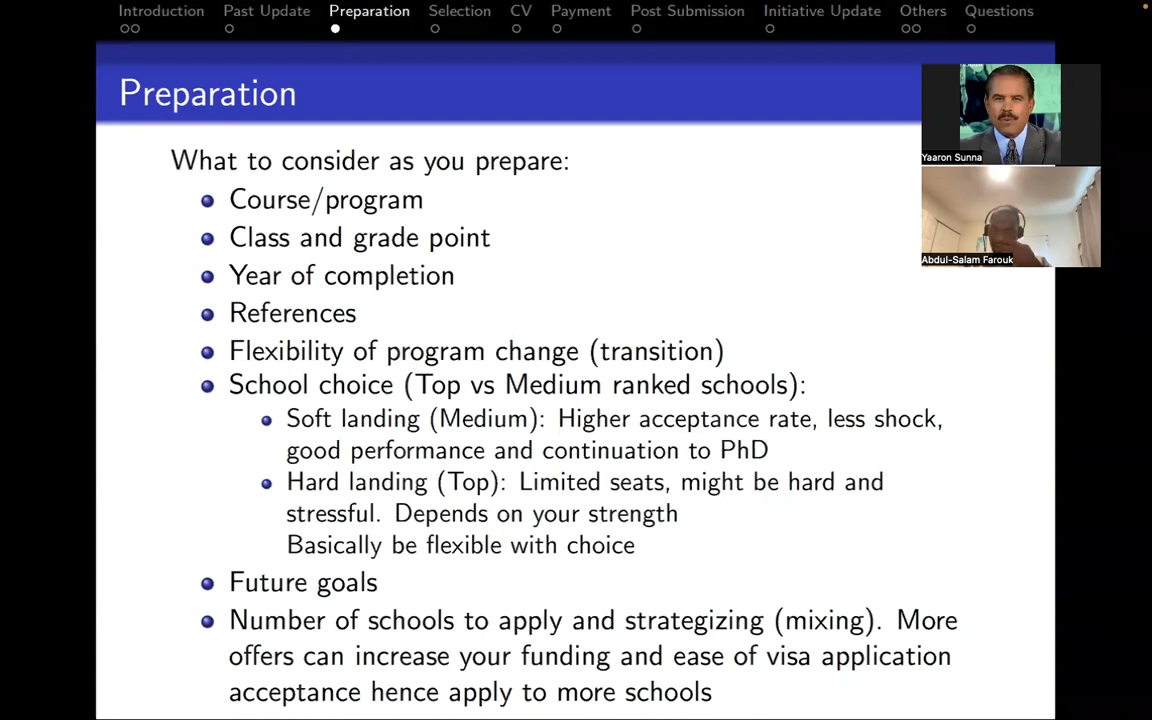 Introduction Past Update Preparation Selection CV Payment Post Submission Initiative Update Others Questions
Preparation
Yaaron Sunna
Abdul-Salam Farouk
What to consider as you prepare:
Course/program
Class and grade point
Year of completion
References
Flexibility of program change (transition)
School choice (Top vs Medium ranked schools):
Soft landing (Medium): Higher acceptance rate, less shock,
good performance and continuation to PhD
Hard landing (Top): Limited seats, might be hard and
stressful. Depends on your strength
Basically be flexible with choice
Future goals
Number of schools to apply and strategizing (mixing). More
offers can increase your funding and ease of visa application
acceptance hence apply to more schools